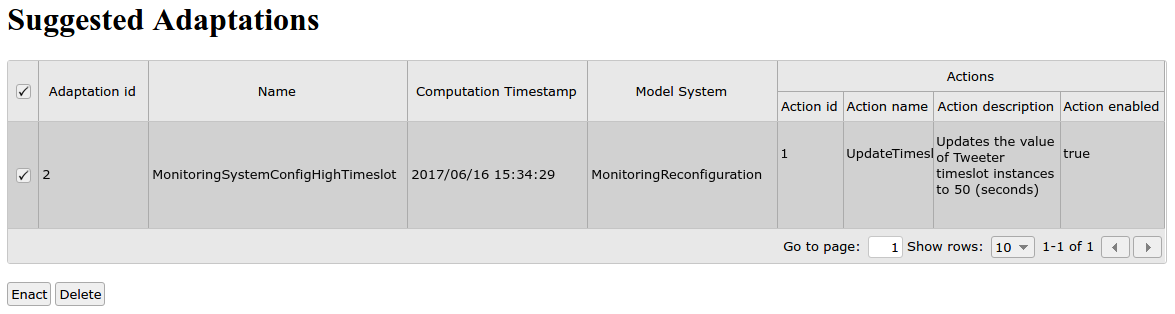 Suggested Adaptations
Adaptation id Name Computation Timestamp Model System Actions
Action id Action name Action description Action enabled
2 MonitoringSystemConfigHighTimeslot 2017/06/16 15:34:29 MonitoringReconfiguration 1 UpdateTimesl Updates the value
of Tweeter
timeslot instances
to 50 (seconds)
true
Go to page: 1 Show rows: 10 1-1 of 1
Enact Delete